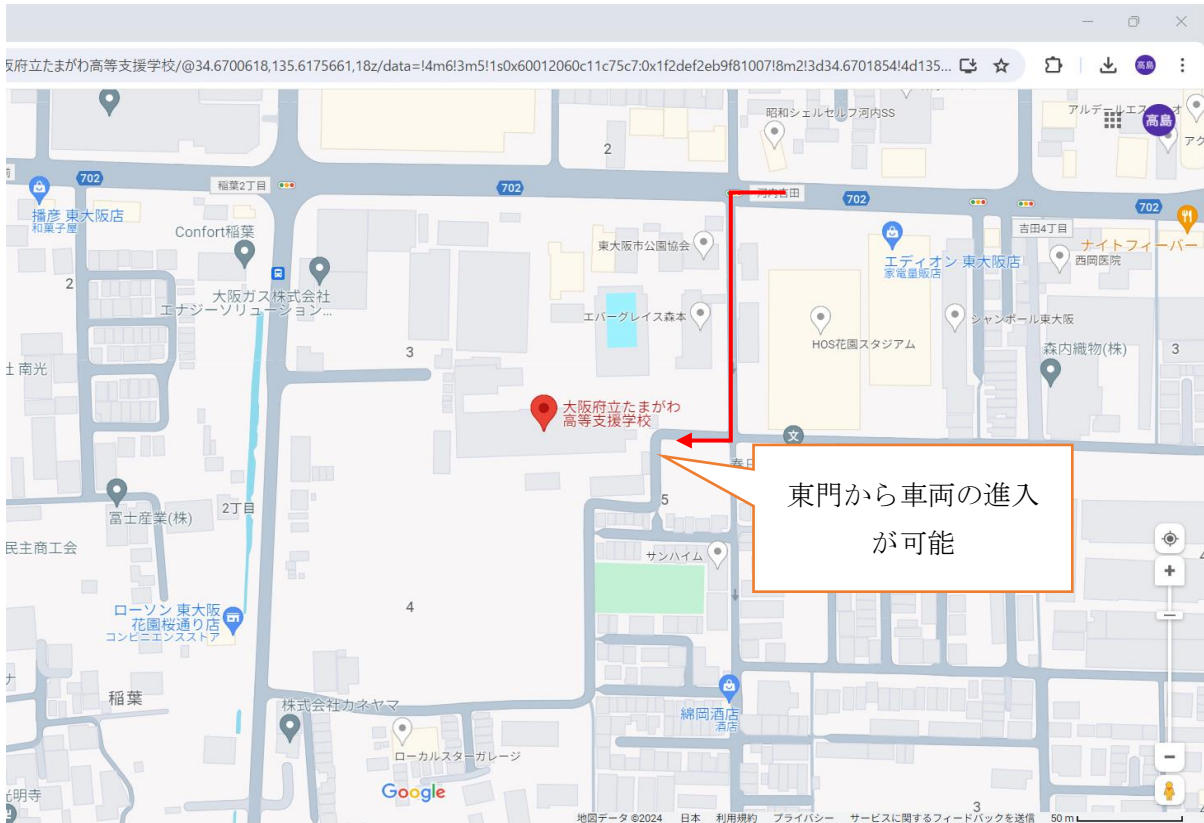 阪府立たまがわ高等支援学校/@34.6700618,135.6175661,18z/data=!4m6!3m5!1s0x60012060c11c75c7:0x1f2def2eb9f81007!8m2!3d34.6701854!4d135...
高島
昭和シェルセルフ河内SS
高島
2
702
稲葉2丁目
702
河内吉田
702
702
播彦 東大阪店
和菓子屋
Confort稲葉
東大阪市公園協会
吉田4丁目
ナイトフィーバー
西岡医院
エディオン 東大阪店
家電量販店
2
大阪ガス株式会社
エナジーソリューション...
エバーグレイス森本
シャンポール東大阪
HOS花園スタジアム
森内織物(株)
3
3
社 南光
大阪府立たまがわ
高等支援学校
文
東門から車両の進入
が可能
5
富士産業(株)
2丁目
民主商工会
サンハイム
4
ローソン 東大阪
花園桜通り店
コンビニエンスストア
稲葉
株式会社カネヤマ
綿岡酒店
酒店
ローカルスターガレージ
Google
光明寺
3
地図データ ©2024 日本 利用規約 プライバシー サービスに関するフィードバックを送信 50 m